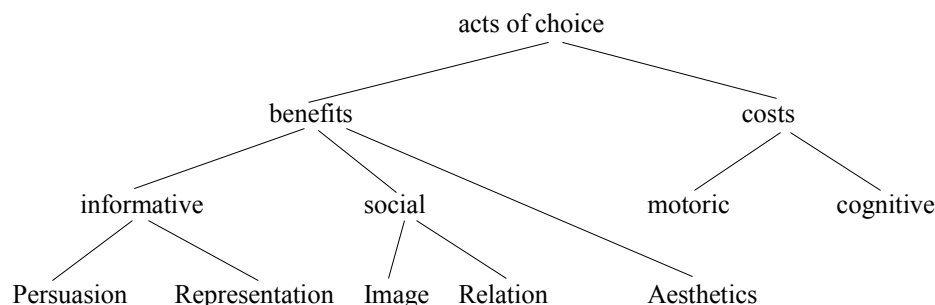 acts of choice
benefits costs
informative social motoric cognitive
Persuasion Representation Image Relation Aesthetics